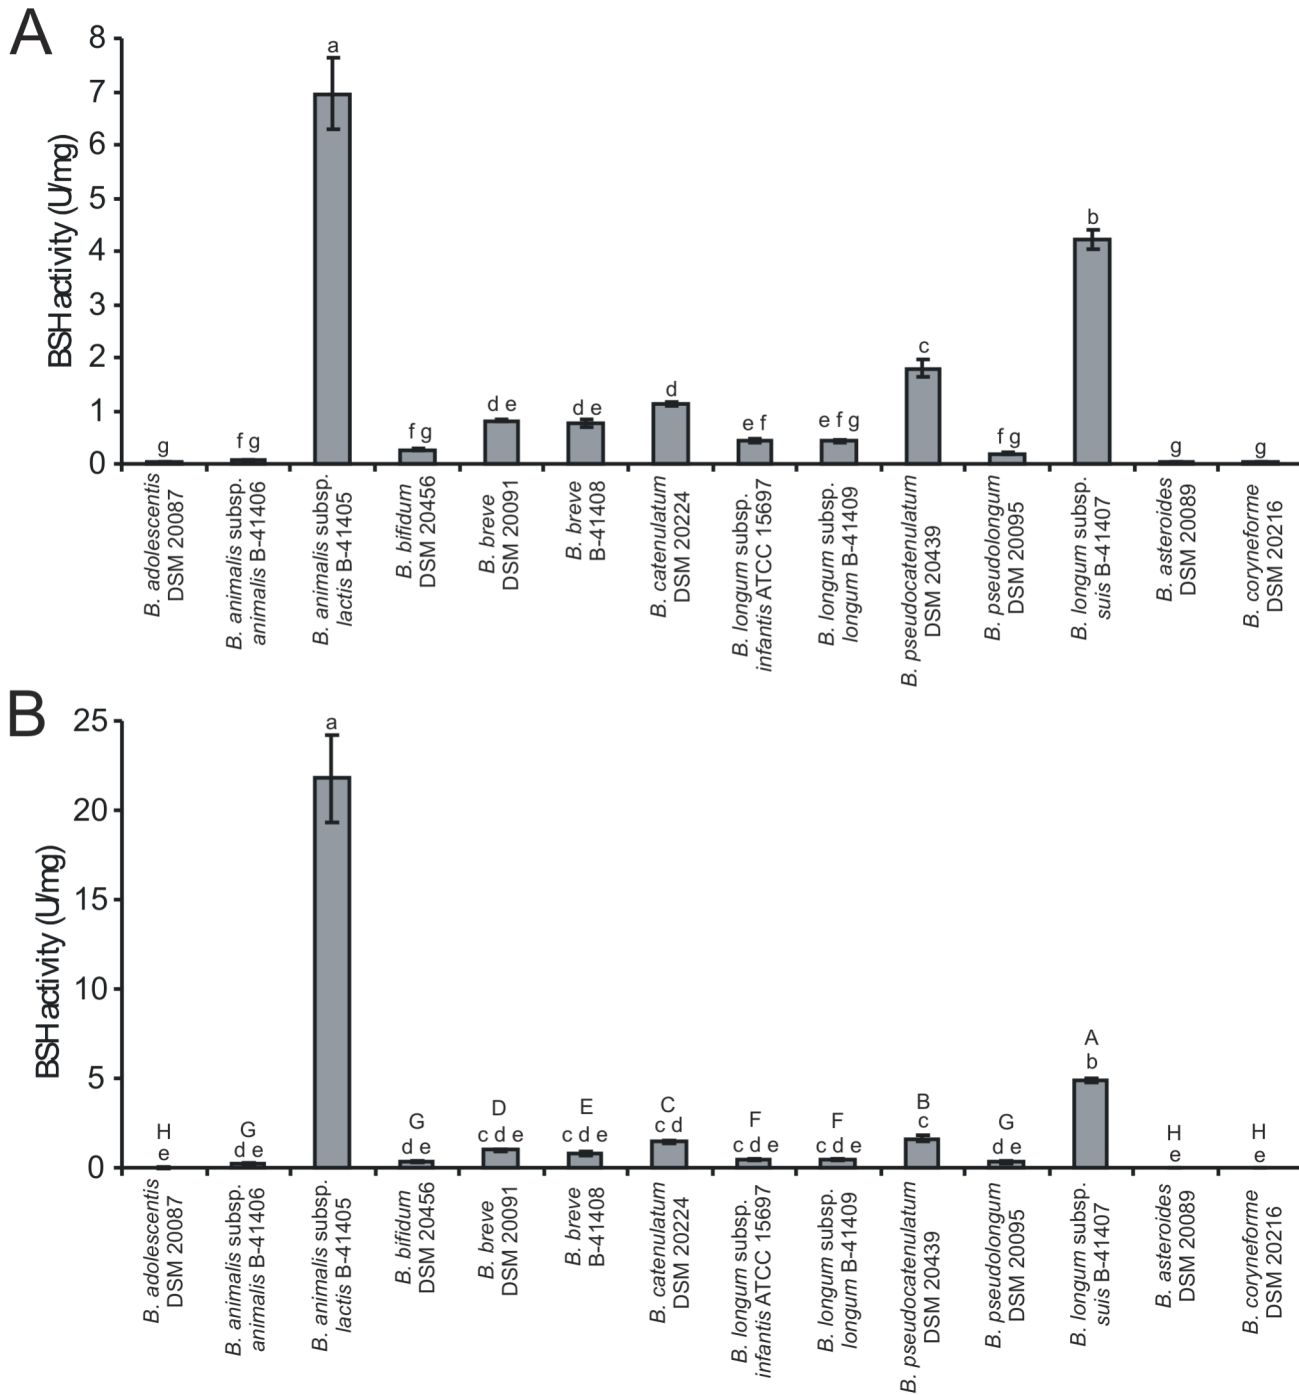 A
8
7
6
5
4
3
2
1
0
BSH activity (U/mg)
g
f g
a
f g
d e
d e
d
e f
e f g
c
f g
b
g
g
B. adolescentis
DSM 20087
B. animalis subsp.
animalis B-41406
B. animalis subsp.
lactis B-41405
B. bifidum
DSM 20456
B. breve
DSM 20091
B. breve
B-41408
B. catenulatum
DSM 20224
B. longum subsp.
infantis ATCC 15697
B. longum subsp.
longum B-41409
B. pseudocatenulatum
DSM 20439
B. pseudolongum
DSM 20095
B. longum subsp.
suis B-41407
B. asteroides
DSM 20089
B. coryneforme
DSM 20216
B
25
20
15
10
5
0
BSH activity (U/mg)
H
e
G
d e
a
G
d e
D
c d e
E
c d e
C
c d
F
c d e
F
c d e
B
c
G
d e
A
b
H
e
H
e
B. adolescentis
DSM 20087
B. animalis subsp.
animalis B-41406
B. animalis subsp.
lactis B-41405
B. bifidum
DSM 20456
B. breve
DSM 20091
B. breve
B-41408
B. catenulatum
DSM 20224
B. longum subsp.
infantis ATCC 15697
B. longum subsp.
longum B-41409
B. pseudocatenulatum
DSM 20439
B. pseudolongum
DSM 20095
B. longum subsp.
suis B-41407
B. asteroides
DSM 20089
B. coryneforme
DSM 20216